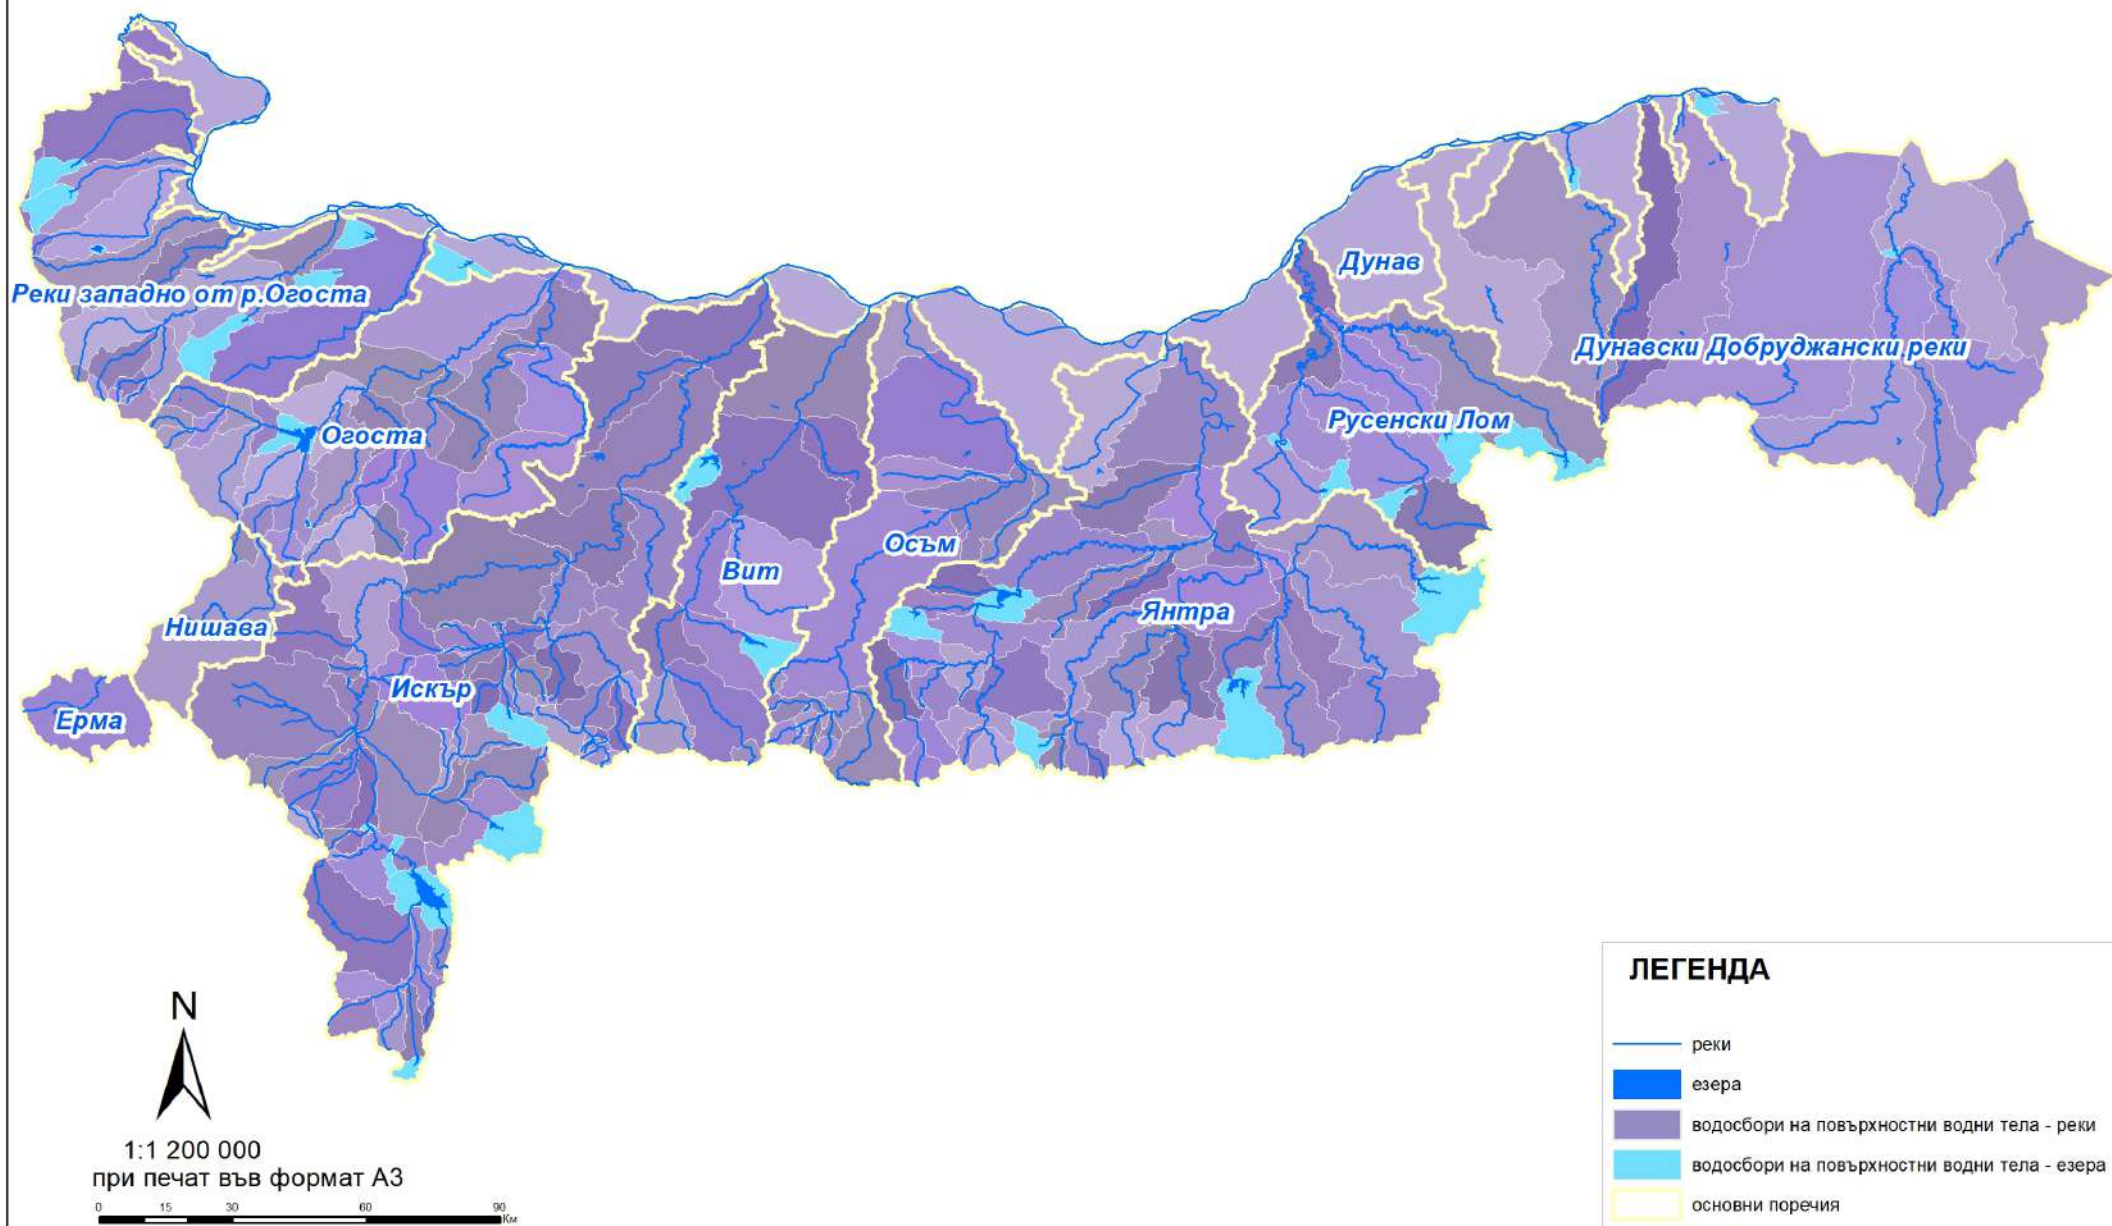 Дунав
Реки западно от р.Огоста
Дунавски Добруджански реки
Русенски Лом
Огоста
Осъм
Вит
Янтра
Нишава
Искър
Ерма
N
1:1 200 000
при печат във формат А3
0 15 30 60 90
Км
ЛЕГЕНДА
реки
езера
водосбори на повърхностни водни тела - реки
водосбори на повърхностни водни тела - езера
основни поречия